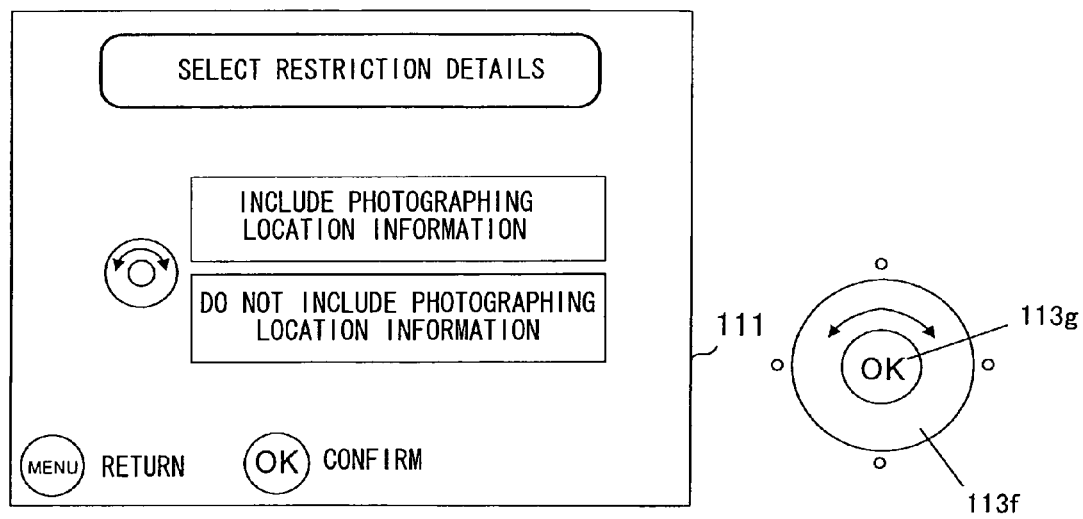 SELECT RESTRICTION DETAILS
INCLUDE PHOTOGRAPHING
LOCATION INFORMATION
DO NOT INCLUDE PHOTOGRAPHING
LOCATION INFORMATION
MENU RETURN
OK CONFIRM
111
OK
113g
113f